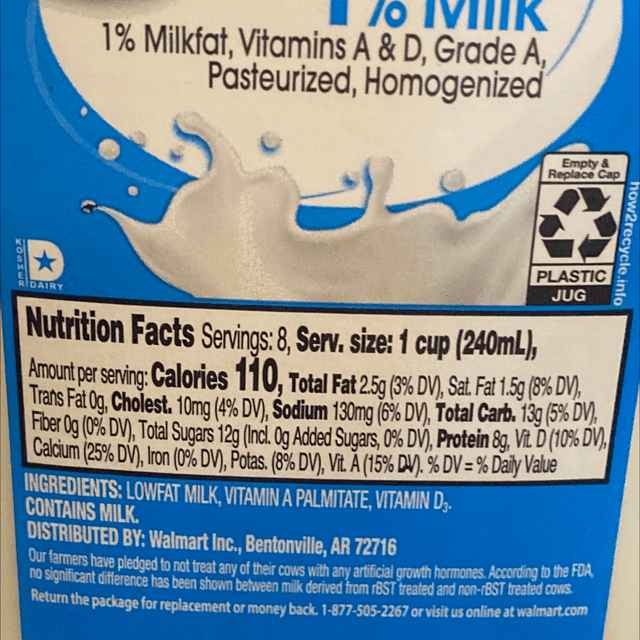 1% Milk
1% Milkfat, Vitamins A & D, Grade A,
Pasteurized, Homogenized
Empty &
Replace Cap
PLASTIC
JUG
how2recycle.info
KOSHER
D
DAIRY
Nutrition Facts Servings: 8, Serv. size: 1 cup (240mL),
Amount per serving: Calories 110, Total Fat 2.5g (3% DV), Sat. Fat 1.5g (8% DV),
Trans Fat 0g, Cholest. 10mg (4% DV), Sodium 130mg (6% DV), Total Carb. 13g (5% DV),
Fiber 0g (0% DV), Total Sugars 12g (Incl. 0g Added Sugars, 0% DV), Protein 8g, Vit. D (10% DV),
Calcium (25% DV), Iron (0% DV), Potas. (8% DV), Vit. A (15% DV). % DV = % Daily Value
INGREDIENTS: LOWFAT MILK, VITAMIN A PALMITATE, VITAMIN D3.
CONTAINS MILK.
DISTRIBUTED BY: Walmart Inc., Bentonville, AR 72716
Our farmers have pledged to not treat any of their cows with any artificial growth hormones. According to the FDA,
no significant difference has been shown between milk derived from rBST treated and non-rBST treated cows.
Return the package for replacement or money back. 1-877-505-2267 or visit us online at walmart.com